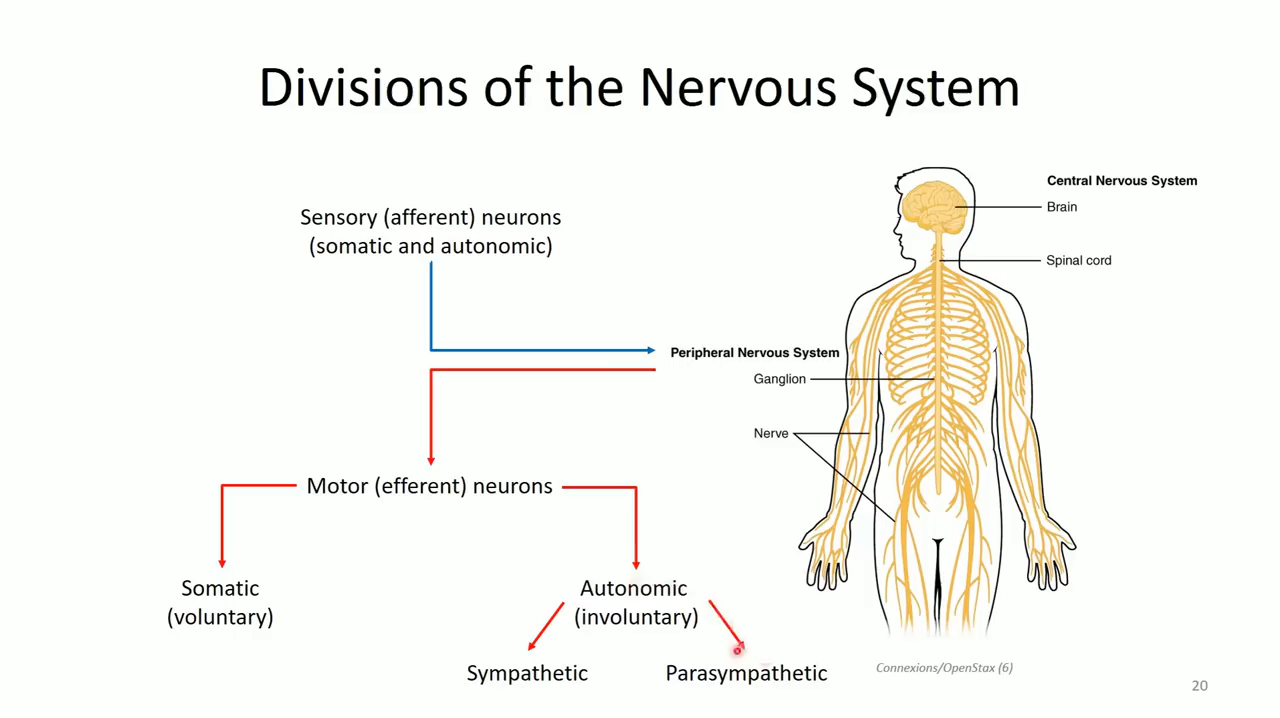 Divisions of the Nervous System
Sensory (afferent) neurons
(somatic and autonomic)
Central Nervous System
Brain
Spinal cord
Peripheral Nervous System
Ganglion
Nerve
Motor (efferent) neurons
Somatic
(voluntary)
Autonomic
(involuntary)
Sympathetic
Parasympathetic
Connexions/OpenStax (6)
20